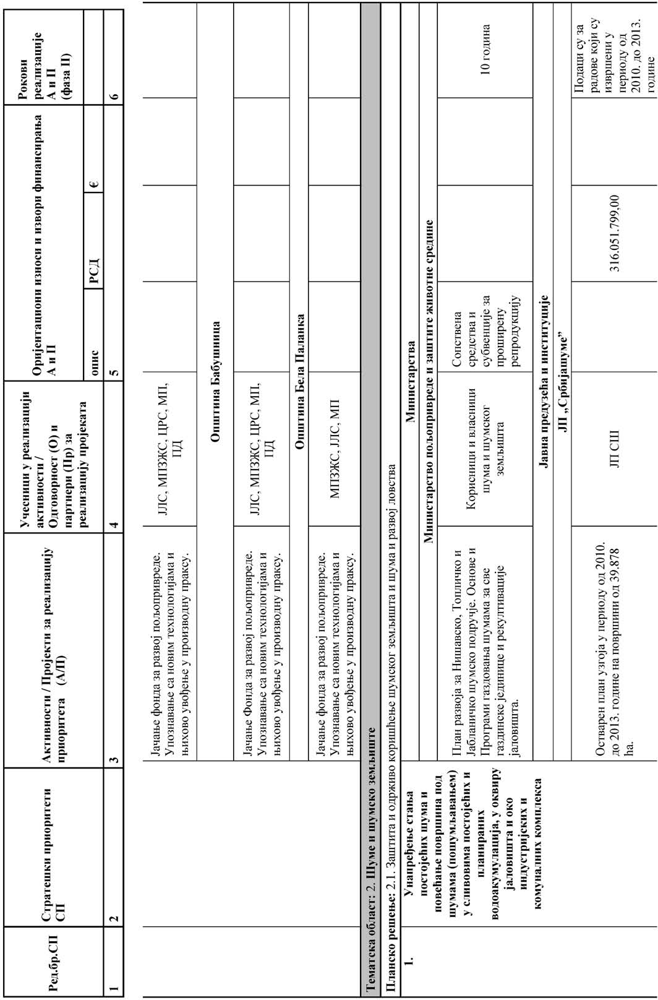 Ред.бр.СП
Стратешки приоритети
СП
Активности / Пројекти за реализацију
приоритета (А/П)
Учесници у реализацији
активности /
Одговорност (О) и
партнери (Пр) за
реализацију пројеката
Оријентациони износи и извори финансирања
А и П
опис
РСД
€
Рокови
реализације
А и П
(фаза II)
1
2
3
4
5
6
Јачање фонда за развој пољопривреде.
Упознавање са новим технологијама и
њихово увођење у производну праксу.
ЈЛС, МПЗЖС, ЦРС, МП,
ПД
Општина Бабушница
Јачање Фонда за развој пољопривреде.
Упознавање са новим технологијама и
њихово увођење у производну праксу.
ЈЛС, МПЗЖС, ЦРС, МП,
ПД
Општина Бела Паланка
Јачање фонда за развој пољопривреде.
Упознавање са новим технологијама и
њихово увођење у производну праксу.
МПЗЖС, ЈЛС, МП
Тематска област: 2. Шуме и шумско земљиште
Планско решење: 2.1. Заштита и одрживо коришћење шумског земљишта и шума и развој ловства
1.
Унапређење стања
постојећих шума и
повећање површина под
шумама (пошумљавањем)
у сливовима постојећих и
планираних
водоакумулација, у оквиру
јаловишта и око
индустријских и
комуналних комплекса
Министарства
Министарство пољопривреде и заштите животне средине
План развоја за Нишавско, Топличко и
Јабланичко шумско подручје. Основе и
Програми газдовања шумама за све
газдинске јединице и рекултивације
јаловишта.
Корисници и власници
шума и шумског
земљишта
Сопствена
средства и
субвенције за
проширену
репродукцију
10 година
Јавна предузећа и институције
ЈП „Србијашуме”
Остварен план узгоја у периоду од 2010.
до 2013. године на површини од 39.878
ha.
ЈП СШ
316.051.799,00
Подаци су за
радове који су
извршени у
периоду од
2010. до 2013.
године